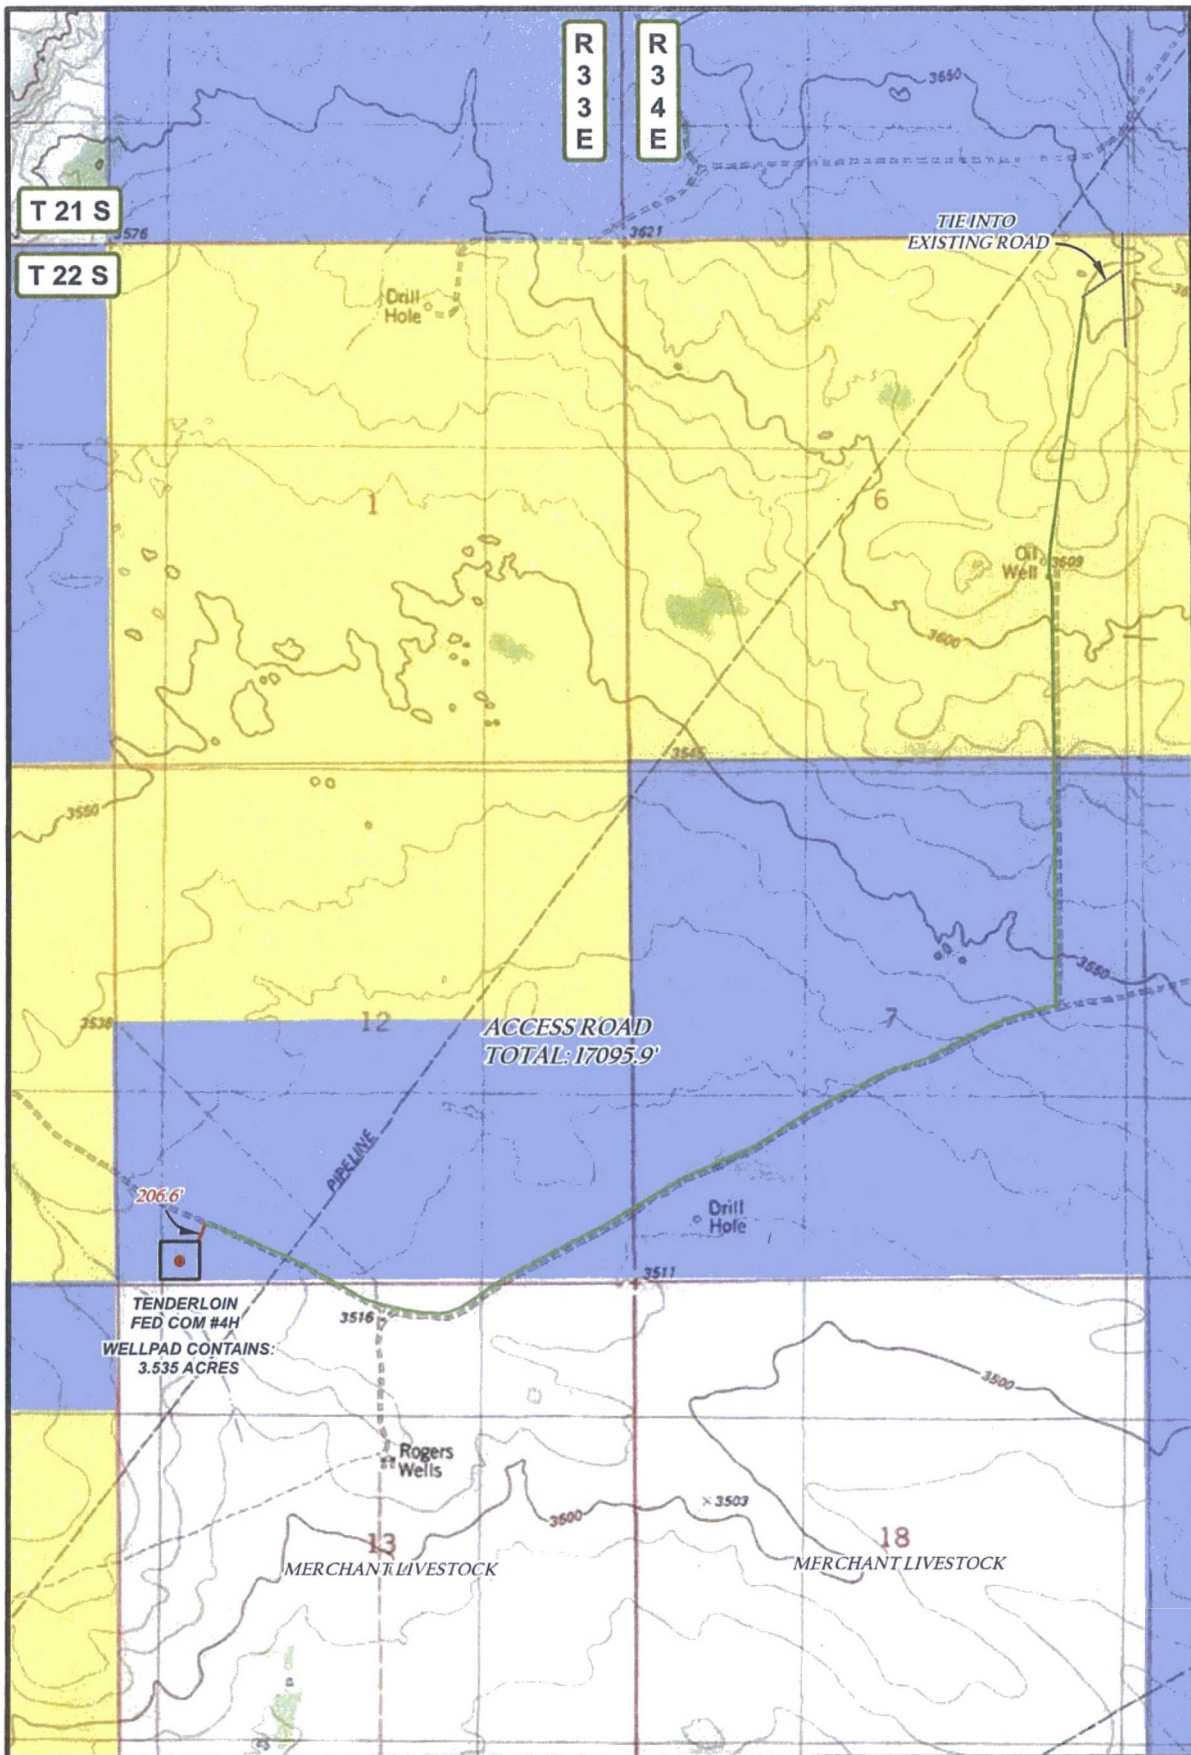 R
3
3
E
R
3
4
E
3650
T 21 S
3576
3621
TIE INTO
EXISTING ROAD
T 22 S
Drill
Hole
1
6
Oil
Well
3609
3600
3545
3550
3550
3538
12
7
ACCESS ROAD
TOTAL: 17095.9'
PIPELINE
206.6'
Drill
Hole
3511
TENDERLOIN
FED COM #4H
3516
WELLPAD CONTAINS:
3.535 ACRES
3500
Rogers
Wells
3503
3500
13
18
MERCHANT LIVESTOCK
MERCHANT LIVESTOCK